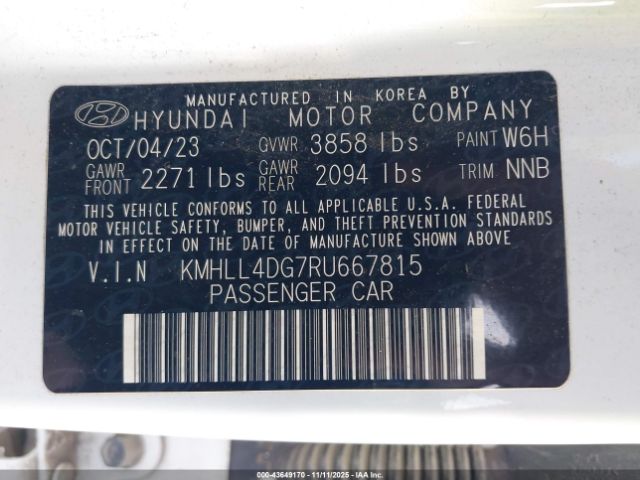 MANUFACTURED IN KOREA BY
HYUNDAI MOTOR COMPANY
OCT/04/23 GVWR 3858 lbs PAINT W6H
GAWR FRONT 2271 lbs GAWR REAR 2094 lbs TRIM NNB
THIS VEHICLE CONFORMS TO ALL APPLICABLE U.S.A. FEDERAL
MOTOR VEHICLE SAFETY, BUMPER, AND THEFT PREVENTION STANDARDS
IN EFFECT ON THE DATE OF MANUFACTURE SHOWN ABOVE.
V.I.N KMHLL4DG7RU667815
PASSENGER CAR
000-43649170 - 11/11/2025 - IAAI.COM